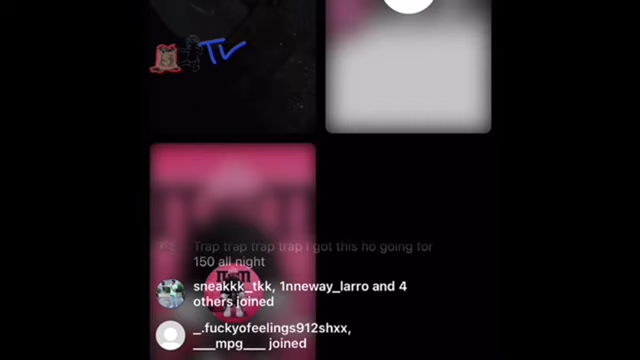 TV
Trap trap trap trap I got this ho going for
150 all night
sneakkk_tkk, 1nneway_larro and 4
others joined
_.fuckyofeelings912shxx,
____mpg____ joined